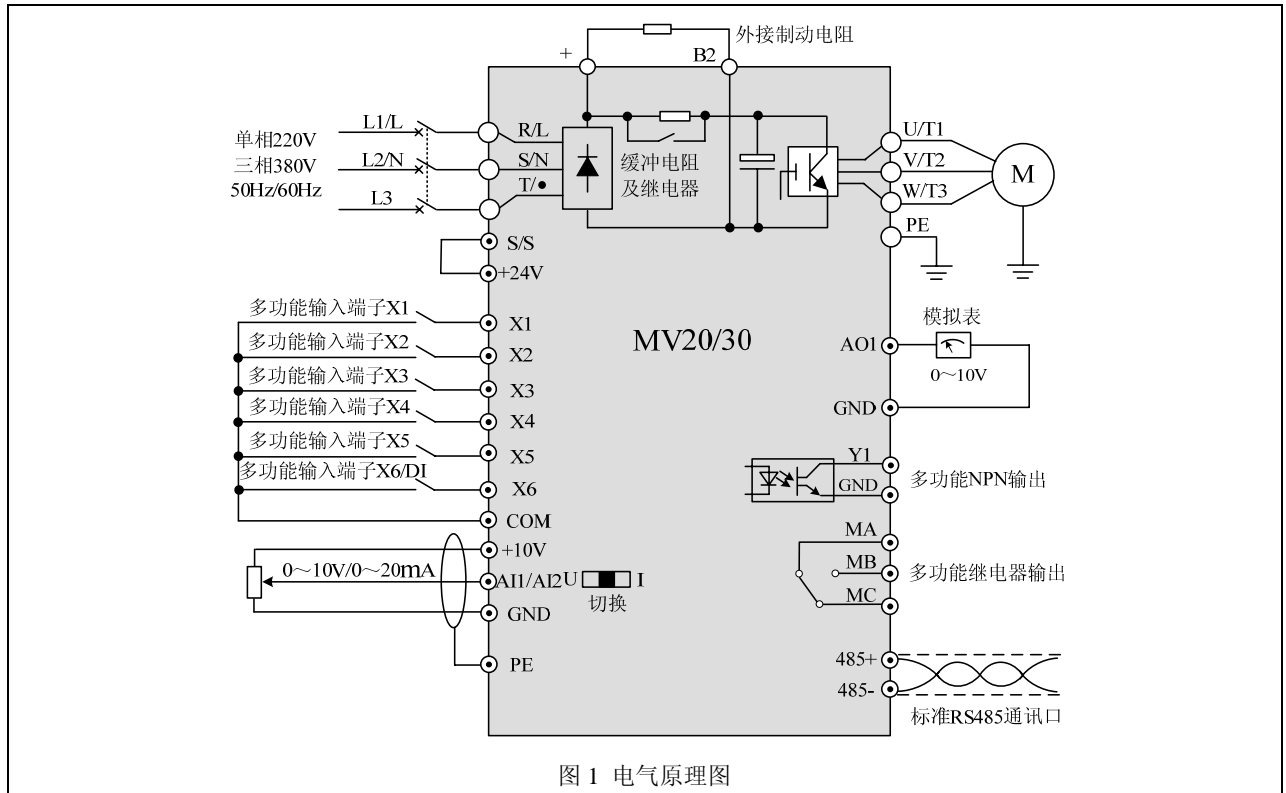 外接制动电阻
+
B2
L1/L
R/L
单相220V
三相380V
50Hz/60Hz
L2/N
S/N
L3
T/●
缓冲电阻
及继电器
U/T1
V/T2
W/T3
M
PE
S/S
+24V
多功能输入端子X1
X1
多功能输入端子X2
X2
多功能输入端子X3
X3
多功能输入端子X4
X4
多功能输入端子X5
X5
多功能输入端子X6/DI
X6
COM
MV20/30
模拟表
AO1
0～10V
GND
Y1
GND
多功能NPN输出
MA
MB
MC
多功能继电器输出
+10V
0～10V/0～20mA
AI1/AI2
U
I
切换
GND
PE
485+
485-
标准RS485通讯口
图 1 电气原理图